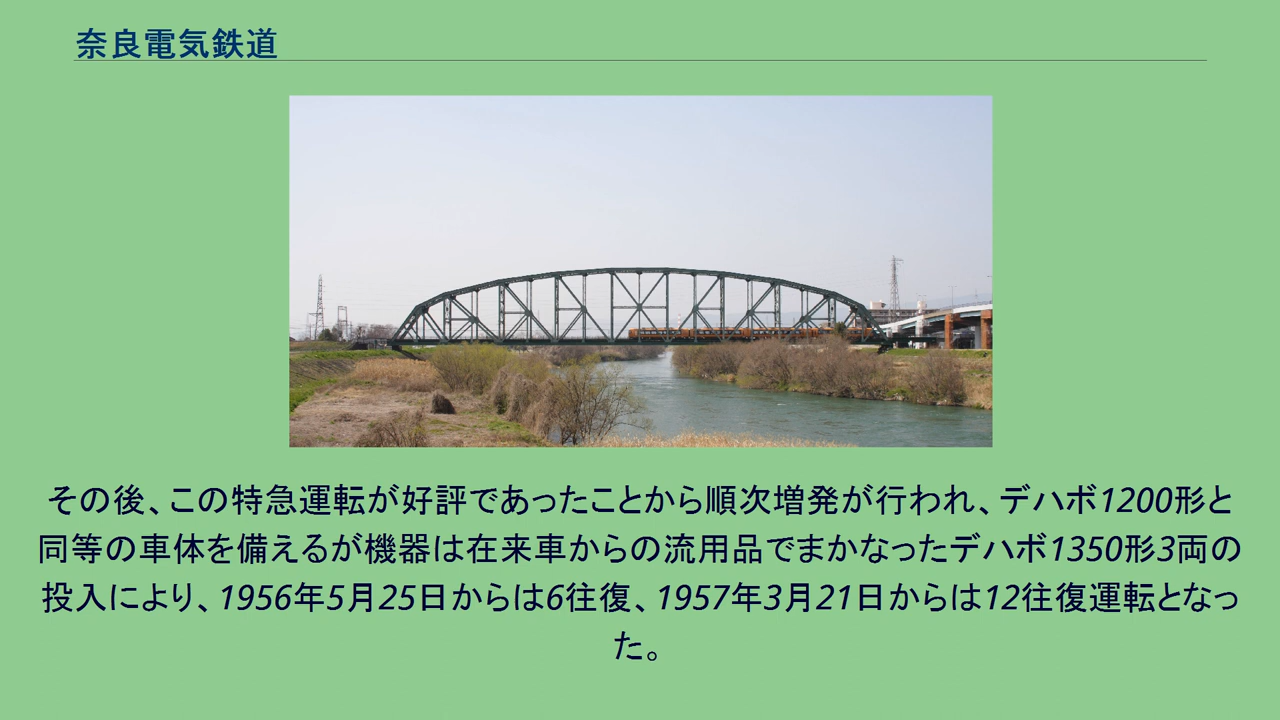 奈良電気鉄道
その後、この特急運転が好評であったことから順次増発が行われ、デハボ1200形と
同等の車体を備えるが機器は在来車からの流用品でまかなったデハボ1350形3両の
投入により、1956年5月25日からは6往復、1957年3月21日からは12往復運転となっ
た。